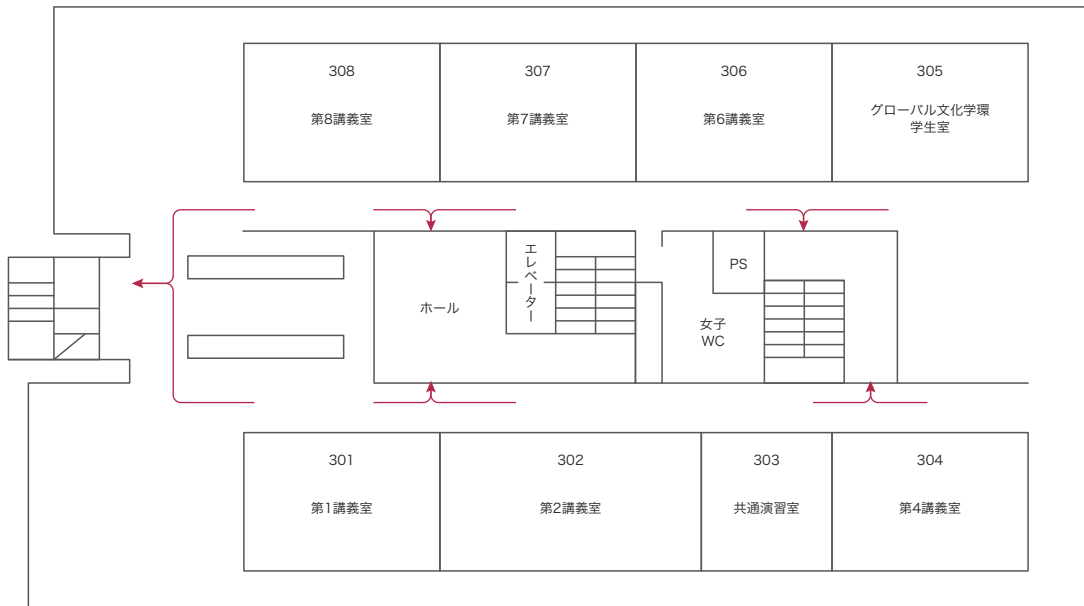 308
第8講義室
307
第7講義室
306
第6講義室
305
グローバル文化学環
学生室
エレベーター
PS
ホール
女子
WC
301
第1講義室
302
第2講義室
303
共通演習室
304
第4講義室